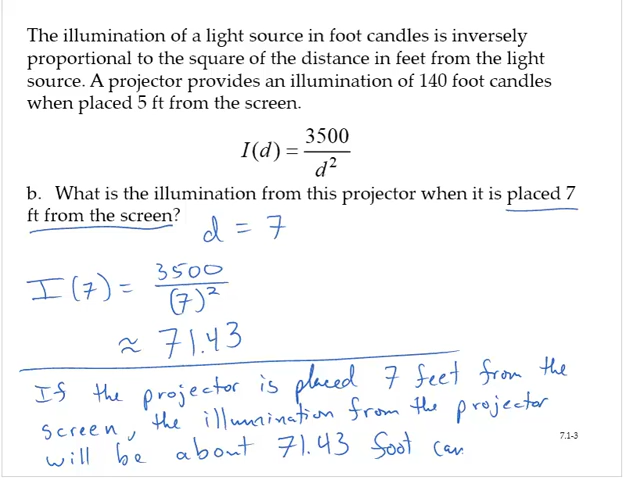 The illumination of a light source in foot candles is inversely
proportional to the square of the distance in feet from the light
source. A projector provides an illumination of 140 foot candles
when placed 5 ft from the screen.
I(d) = 3500 / d²
b. What is the illumination from this projector when it is placed 7
ft from the screen?
d = 7
I(7) = 3500 / (7)²
≈ 71.43
If the projector is placed 7 feet from the
screen, the illumination from the projector
will be about 71.43 foot can
7.1-3